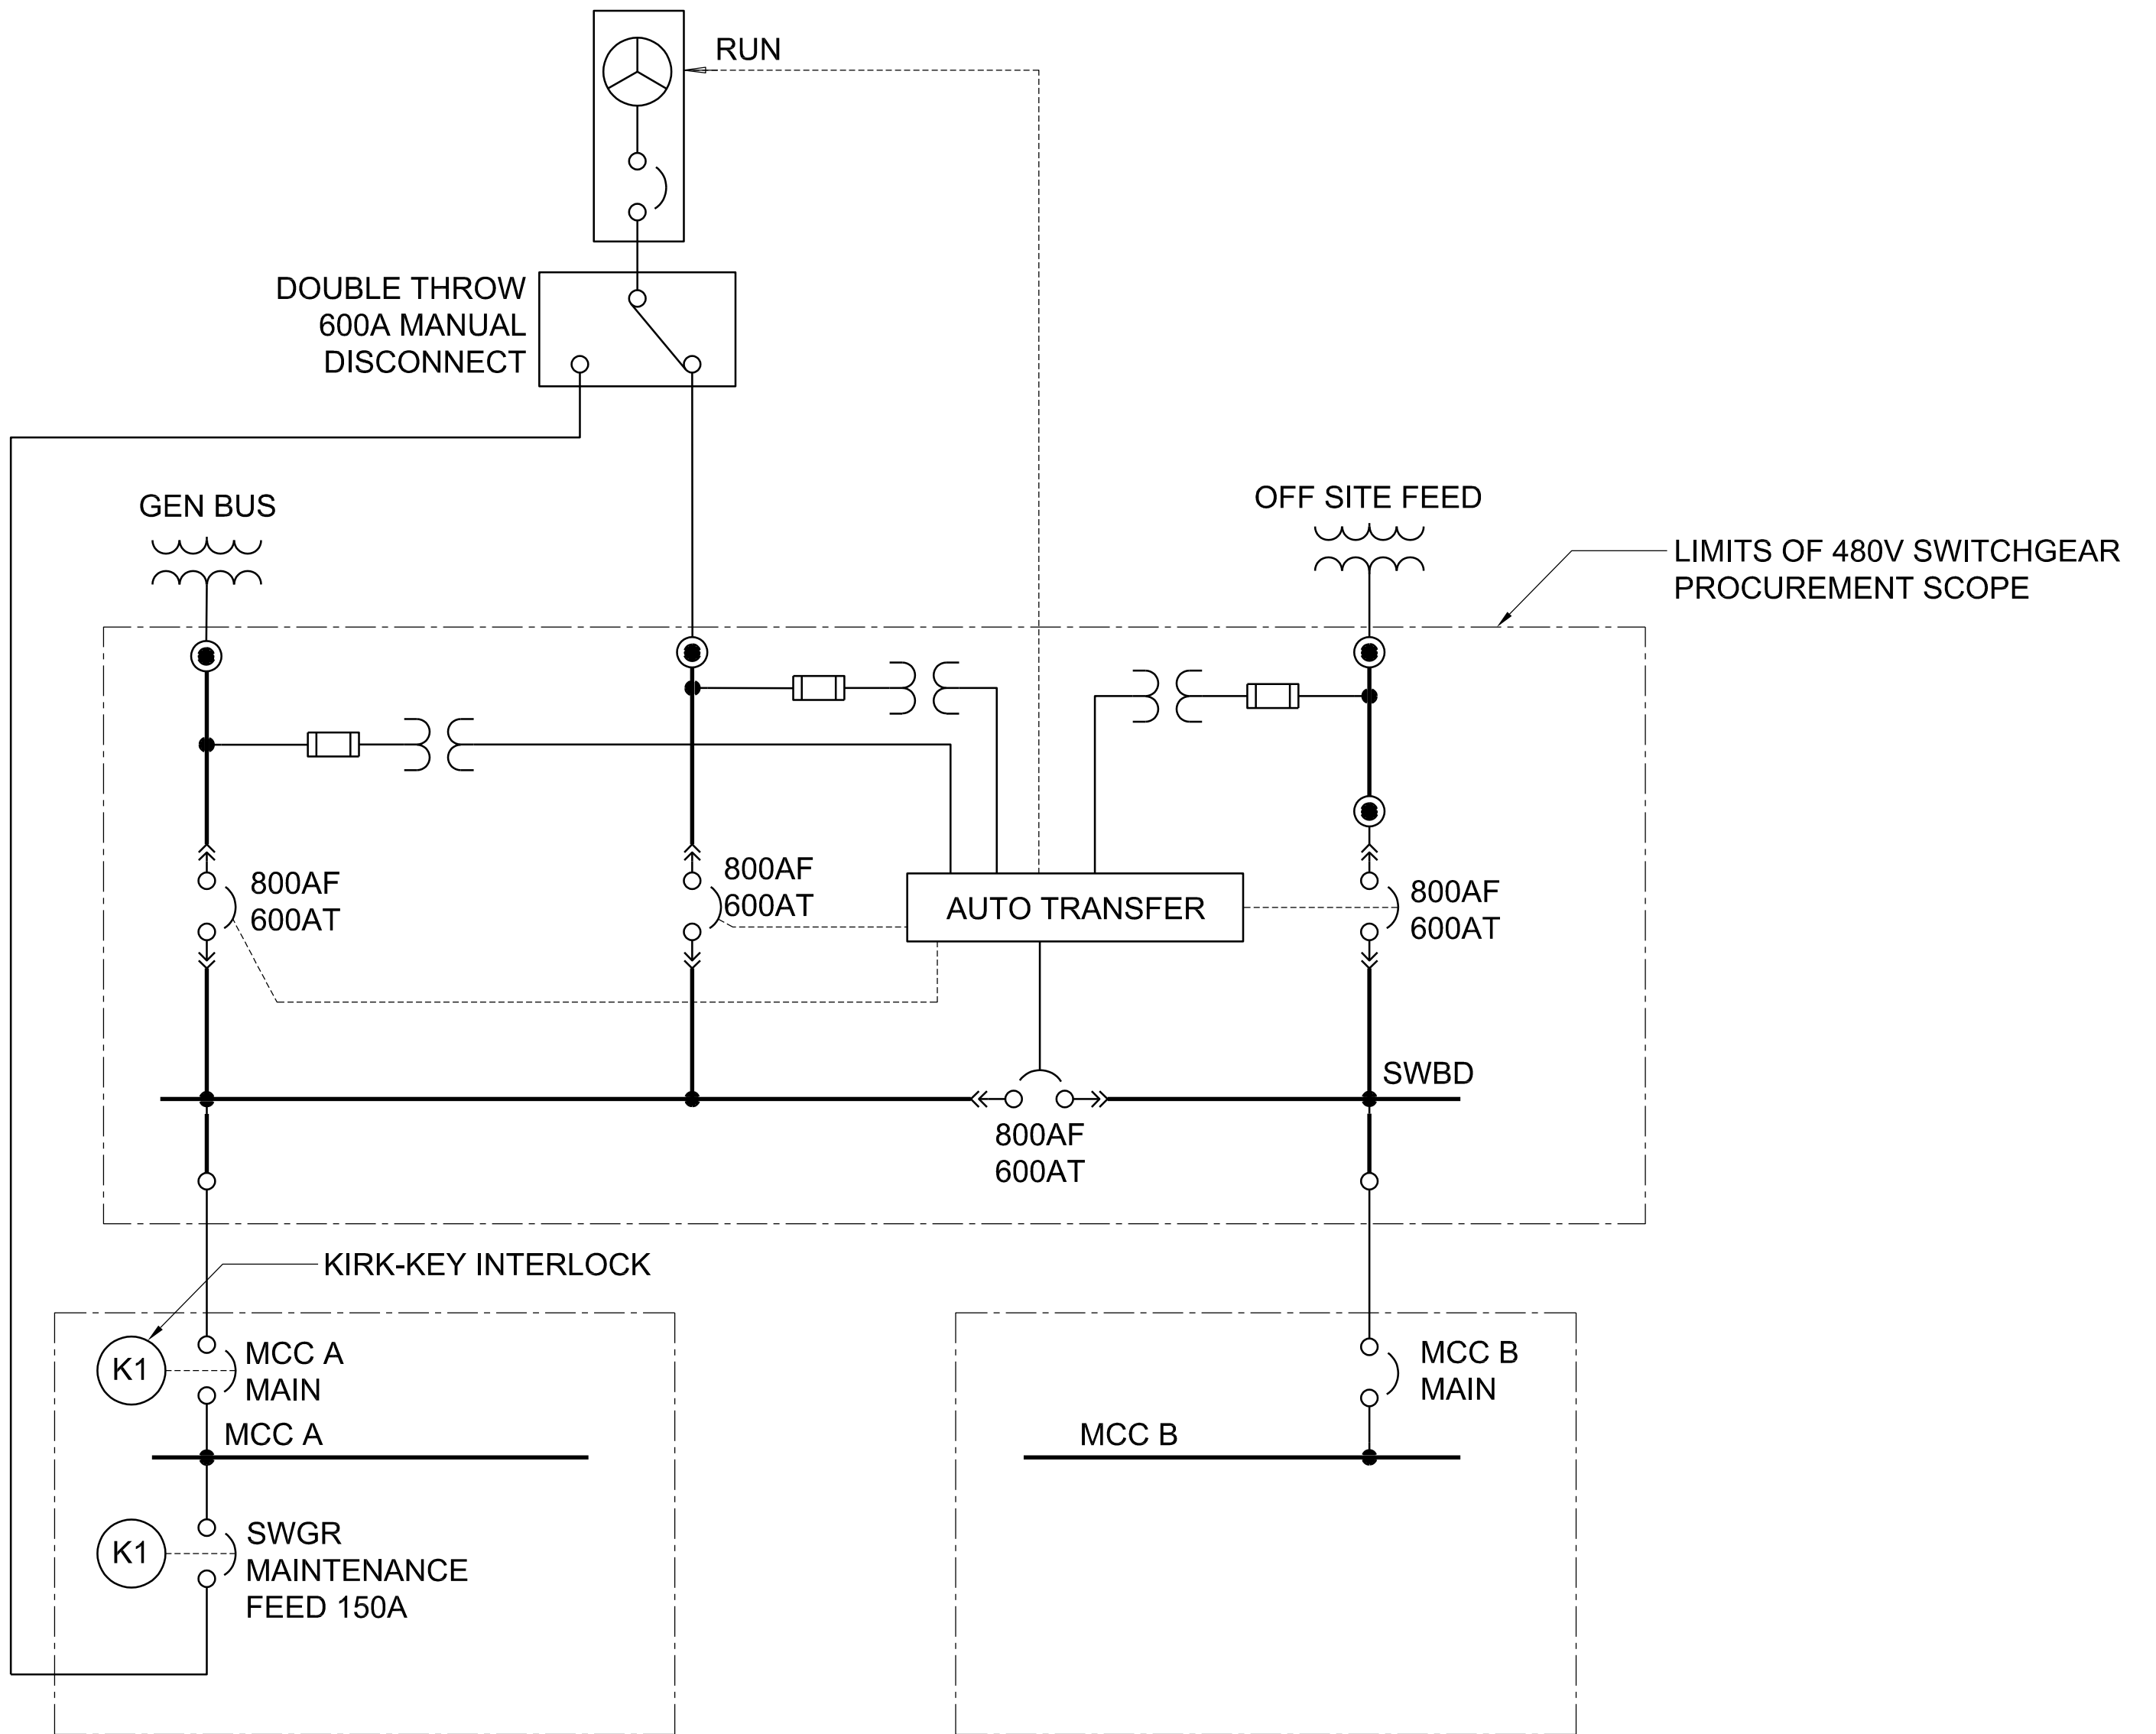 RUN
DOUBLE THROW
600A MANUAL
DISCONNECT
GEN BUS
OFF SITE FEED
LIMITS OF 480V SWITCHGEAR
PROCUREMENT SCOPE
800AF
600AT
800AF
600AT
AUTO TRANSFER
800AF
600AT
SWBD
800AF
600AT
KIRK-KEY INTERLOCK
K1
MCC A
MAIN
MCC A
K1
SWGR
MAINTENANCE
FEED 150A
MCC B
MAIN
MCC B